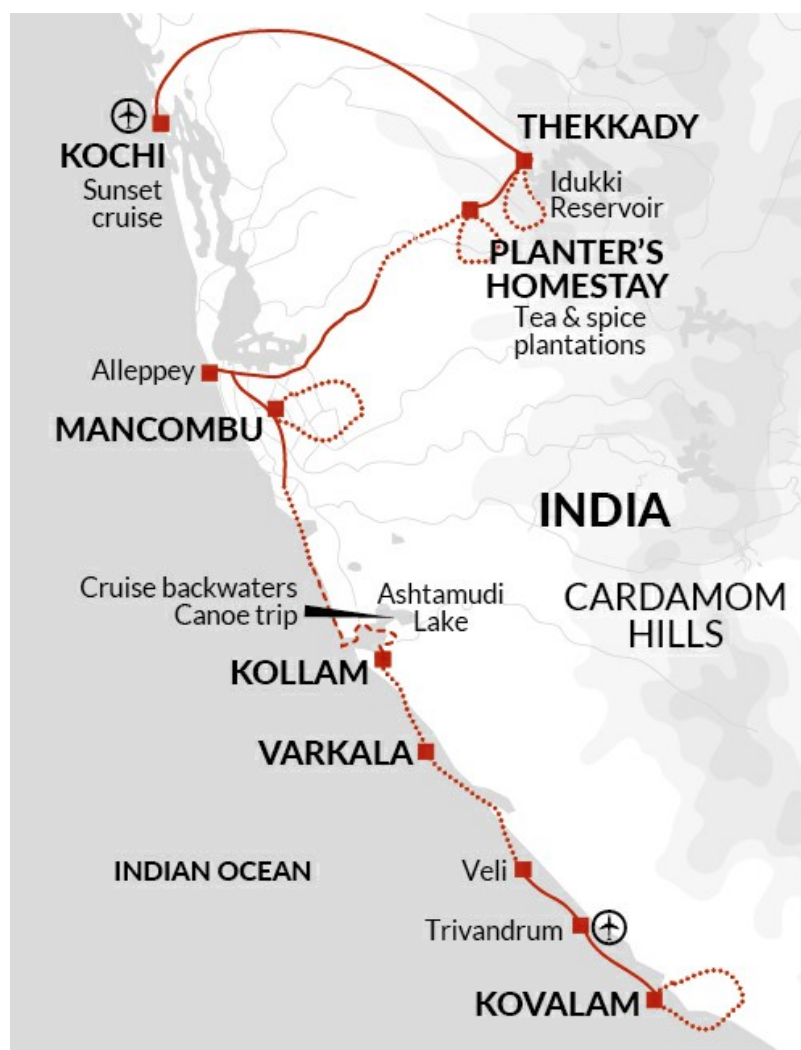 KOCHI
Sunset
cruise
THEKKADY
Idukki
Reservoir
PLANTER'S
HOMESTAY
Tea & spice
plantations
Alleppey
MANCOMBU
INDIA
CARDAMOM
HILLS
Cruise backwaters
Canoe trip
Ashtamudi
Lake
KOLLAM
VARKALA
INDIAN OCEAN
Veli
Trivandrum
KOVALAM